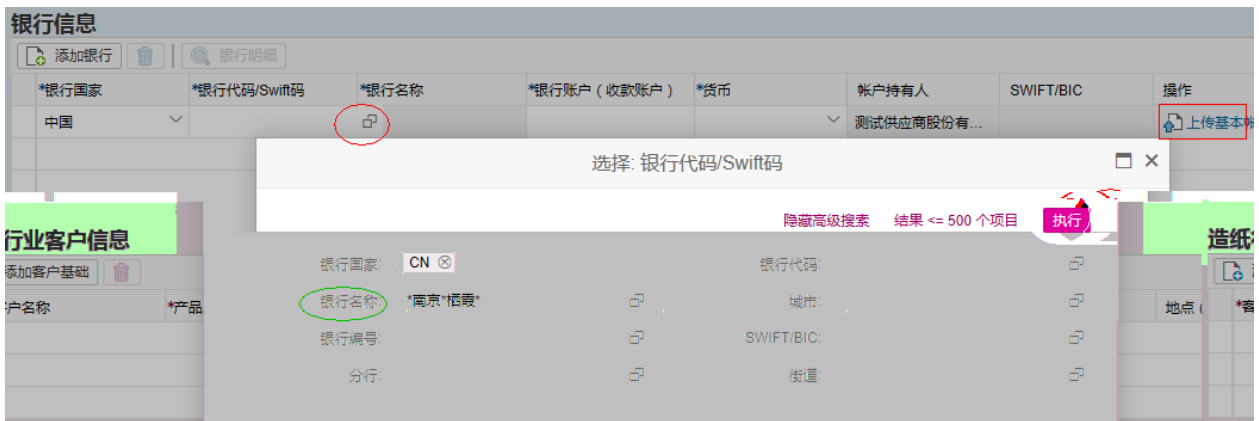 银行信息
添加银行 银行明细
*银行国家 *银行代码/Swift码 *银行名称 *银行账户（收款账户） *货币 帐户持有人 SWIFT/BIC 操作
中国 测试供应商股份有... 上传基本
选择: 银行代码/Swift码
隐藏高级搜索 结果 <= 500 个项目 执行
行业客户信息 造纸
银行国家: CN 银行代码:
添加客户基础
银行名称: *南京*栖霞* 城市:
户名称 *产品 地点 *客
银行编号: SWIFT/BIC:
分行: 街道: